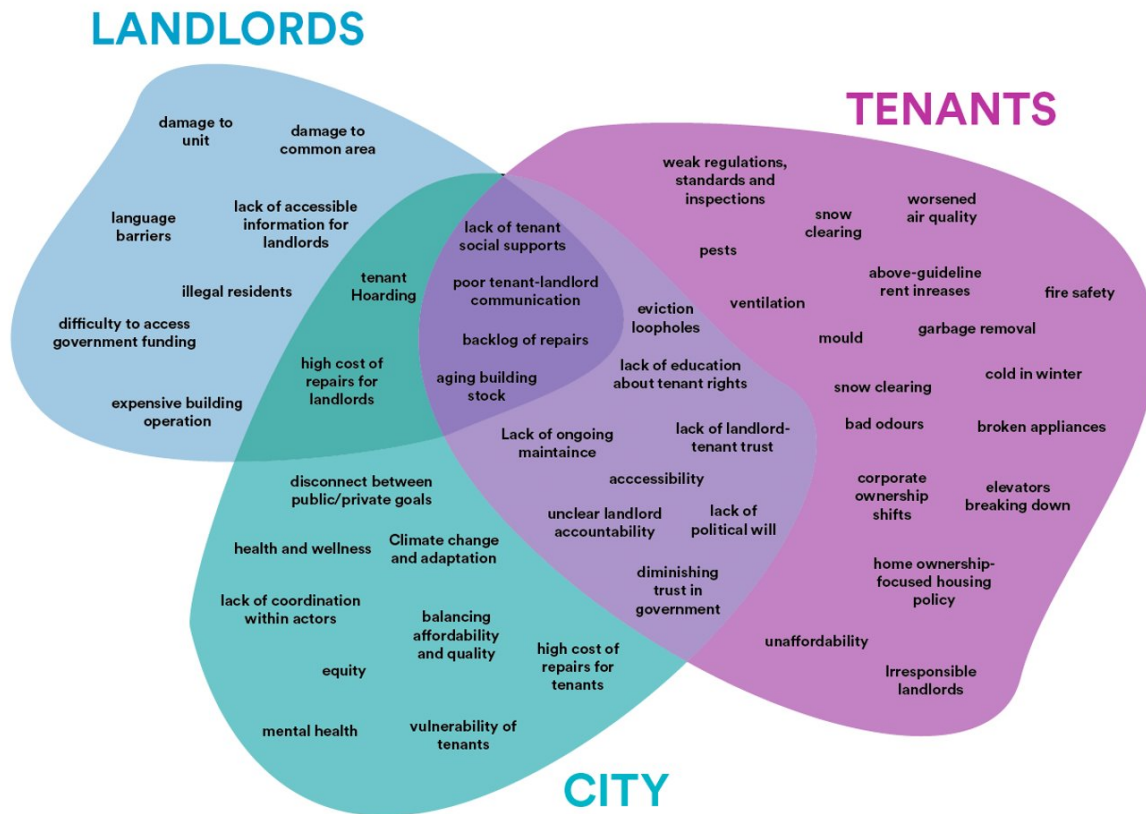 LANDLORDS
damage to
unit
damage to
common area
language
barriers
lack of accessible
information for
landlords
illegal residents
difficulty to access
government funding
expensive building
operation
tenant
Hoarding
high cost of
repairs for
landlords
lack of tenant
social supports
poor tenant-landlord
communication
backlog of repairs
aging building
stock
TENANTS
weak regulations,
standards and
inspections
snow
clearing
worsened
air quality
pests
above-guideline
rent inreases
fire safety
ventilation
mould
garbage removal
snow clearing
cold in winter
bad odours
broken appliances
corporate
ownership
shifts
elevators
breaking down
home ownership-
focused housing
policy
unaffordability
Irresponsible
landlords
eviction
loopholes
lack of education
about tenant rights
Lack of ongoing
maintaince
lack of landlord-
tenant trust
acccessibility
unclear landlord
accountability
lack of
political will
diminishing
trust in
government
disconnect between
public/private goals
health and wellness
Climate change
and adaptation
lack of coordination
within actors
balancing
affordability
and quality
equity
high cost of
repairs for
tenants
mental health
vulnerability of
tenants
CITY